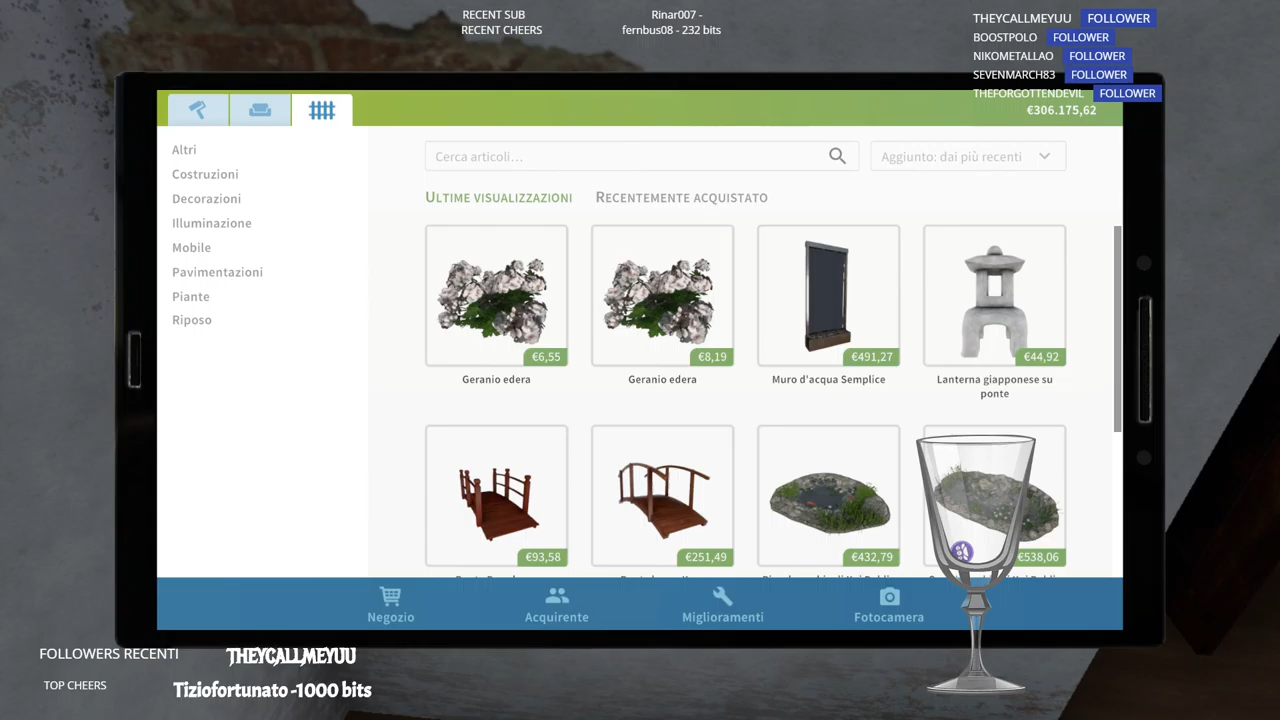 RECENT SUB
Rinar007 -
RECENT CHEERS
fernbus08 - 232 bits
THEYCALLMEYUU FOLLOWER
BOOSTPOLO FOLLOWER
NIKOMETALLAO FOLLOWER
SEVENMARCH83 FOLLOWER
THEFORGOTTENDEVIL FOLLOWER
€306.175,62
Altri
Costruzioni
Decorazioni
Illuminazione
Mobile
Pavimentazioni
Piante
Riposo
Cerca articoli...
Aggiunto: dai più recenti
ULTIME VISUALIZZAZIONI
RECENTEMENTE ACQUISTATO
€6,55
€8,19
€491,27
€44,92
Geranio edera
Geranio edera
Muro d'acqua Semplice
Lanterna giapponese su
ponte
€93,58
€251,49
€432,79
€538,06
Negozio
Acquirente
Miglioramenti
Fotocamera
FOLLOWERS RECENTI
THEYCALLMEYUU
TOP CHEERS
Tiziofortunato -1000 bits